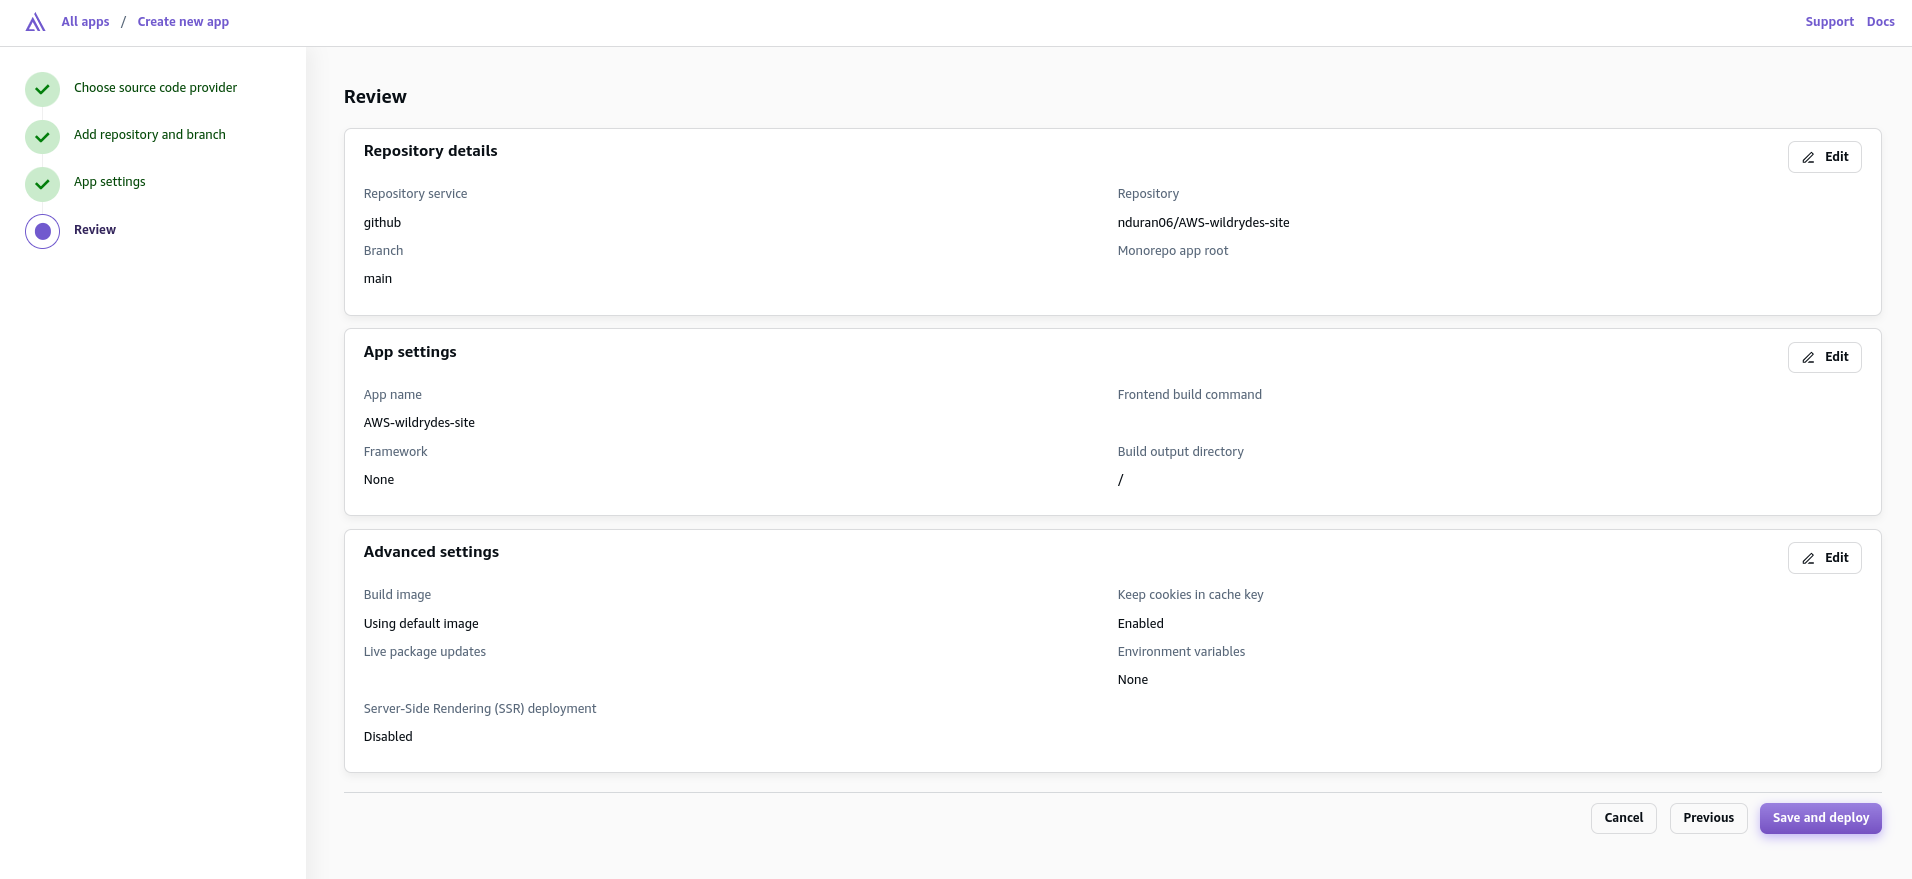 All apps / Create new app
Support Docs
Choose source code provider
Add repository and branch
App settings
Review
Review
Repository details
Edit
Repository service
Repository
github
nduran06/AWS-wildrydes-site
Branch
Monorepo app root
main
App settings
Edit
App name
Frontend build command
AWS-wildrydes-site
Framework
Build output directory
None
/
Advanced settings
Edit
Build image
Keep cookies in cache key
Using default image
Enabled
Live package updates
Environment variables
None
Server-Side Rendering (SSR) deployment
Disabled
Cancel Previous Save and deploy